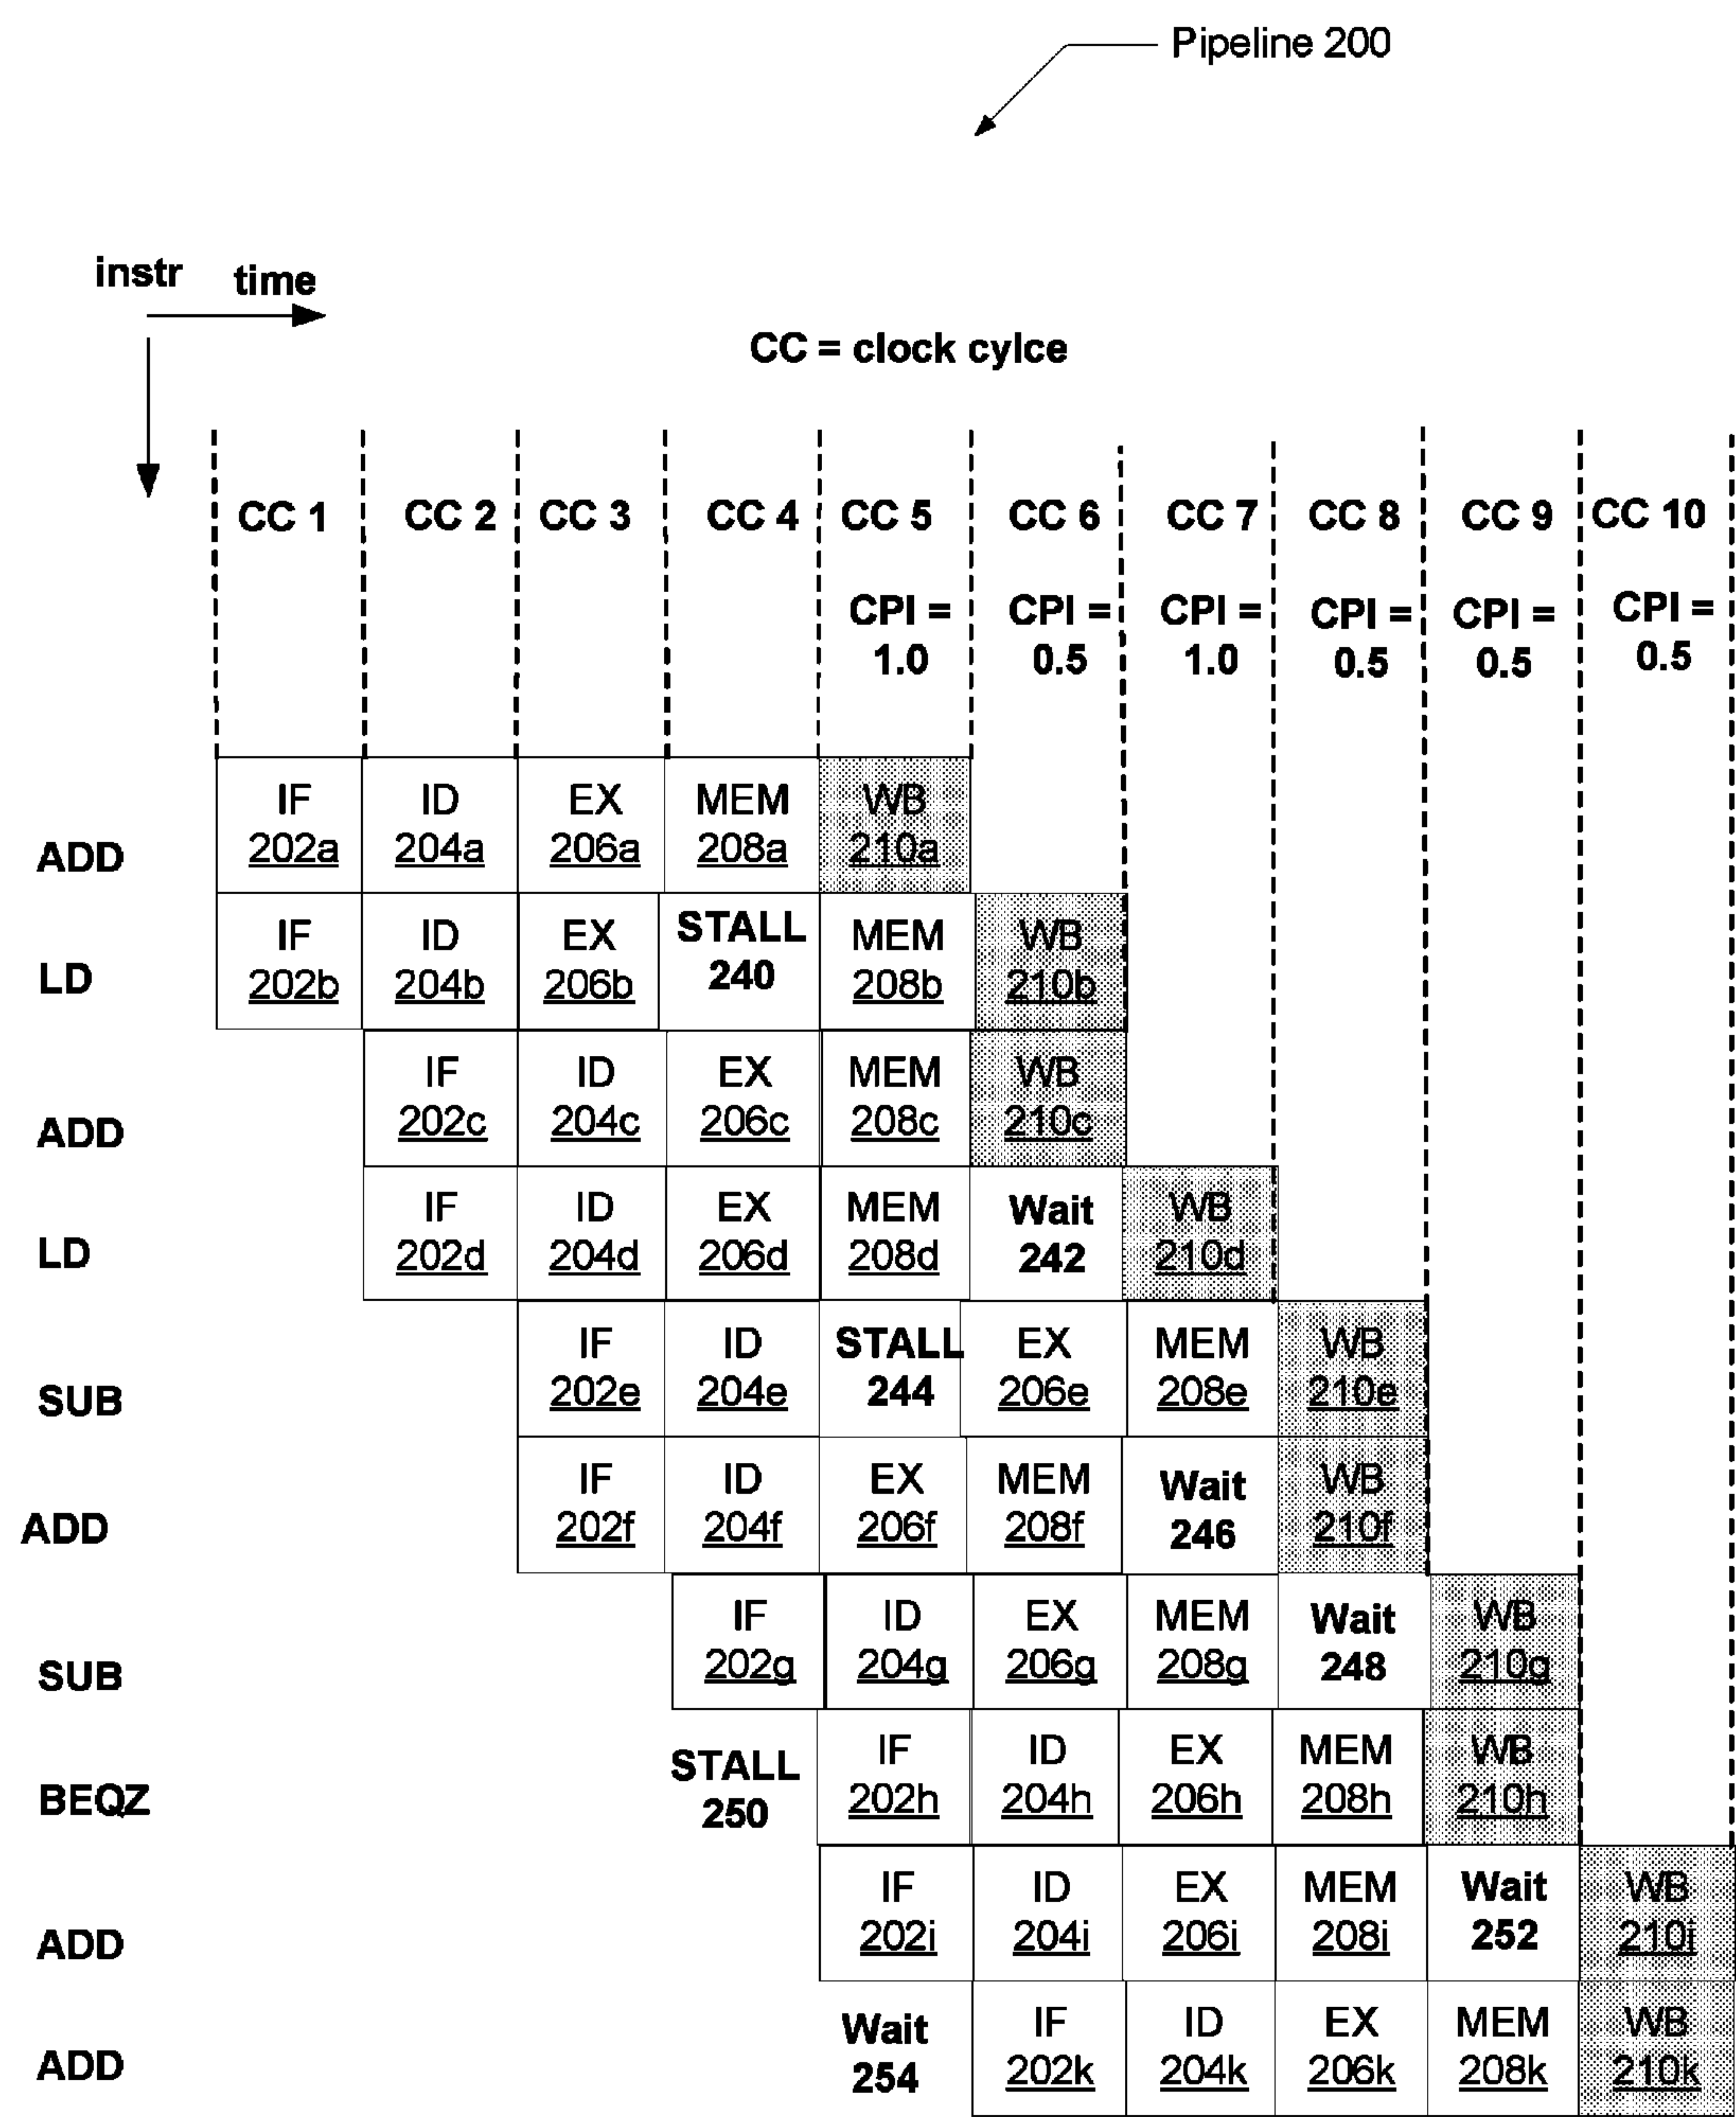 Pipeline 200
instr time
CC = clock cylce
CC 1 CC 2 CC 3 CC 4 CC 5 CC 6 CC 7 CC 8 CC 9 CC 10
CPI = CPI = CPI = CPI = CPI = CPI =
1.0 0.5 1.0 0.5 0.5 0.5
IF ID EX MEM WB
ADD 202a 204a 206a 208a 210a
IF ID EX STALL MEM WB
LD 202b 204b 206b 240 208b 210b
IF ID EX MEM WB
ADD 202c 204c 206c 208c 210c
IF ID EX MEM Wait WB
LD 202d 204d 206d 208d 242 210d
IF ID STALL EX MEM WB
SUB 202e 204e 244 206e 208e 210e
IF ID EX MEM Wait WB
ADD 202f 204f 206f 208f 246 210f
IF ID EX MEM Wait WB
SUB 202g 204g 206g 208g 248 210g
STALL IF ID EX MEM WB
BEQZ 250 202h 204h 206h 208h 210h
IF ID EX MEM Wait WB
ADD 202i 204i 206i 208i 252 210i
Wait IF ID EX MEM WB
ADD 254 202k 204k 206k 208k 210k